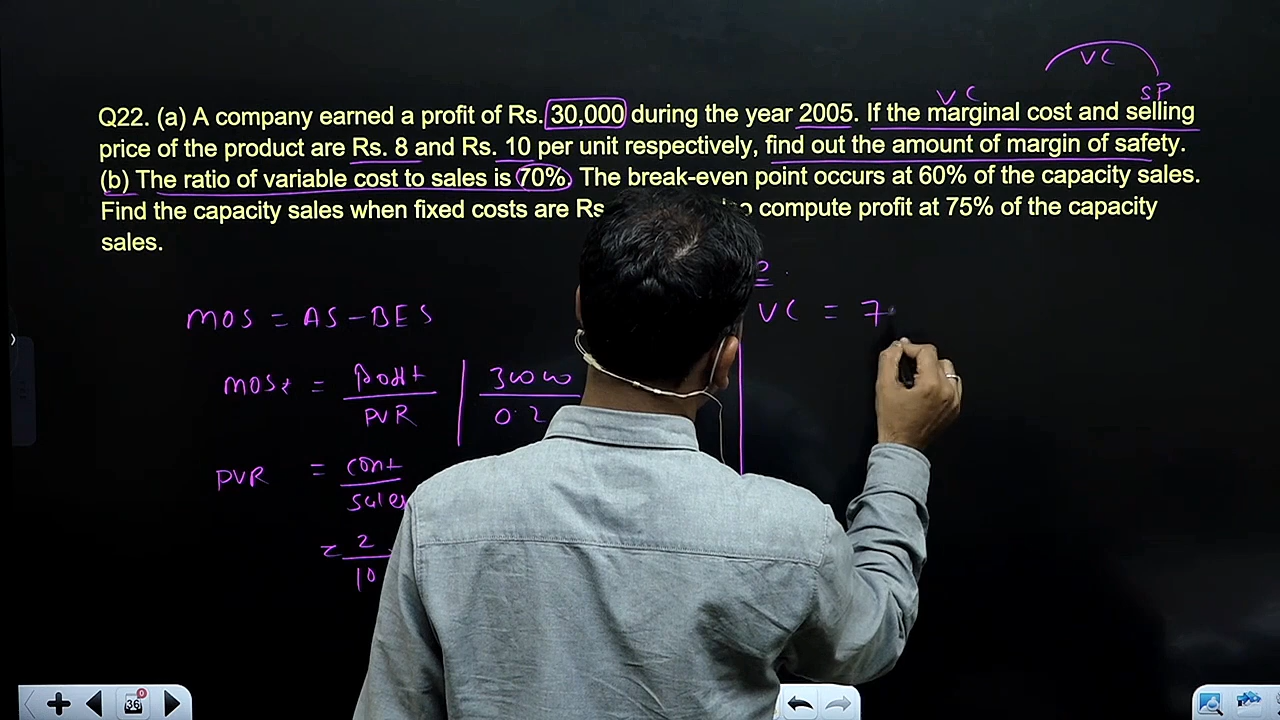 VC
VC SP
Q22. (a) A company earned a profit of Rs. 30,000 during the year 2005. If the marginal cost and selling
price of the product are Rs. 8 and Rs. 10 per unit respectively, find out the amount of margin of safety.
(b) The ratio of variable cost to sales is 70%. The break-even point occurs at 60% of the capacity sales.
Find the capacity sales when fixed costs are Rs compute profit at 75% of the capacity
sales.
MOS = AS - BES
VC = 7
PVR
PVR = cont
sales
= 2
10
0.2
36
0